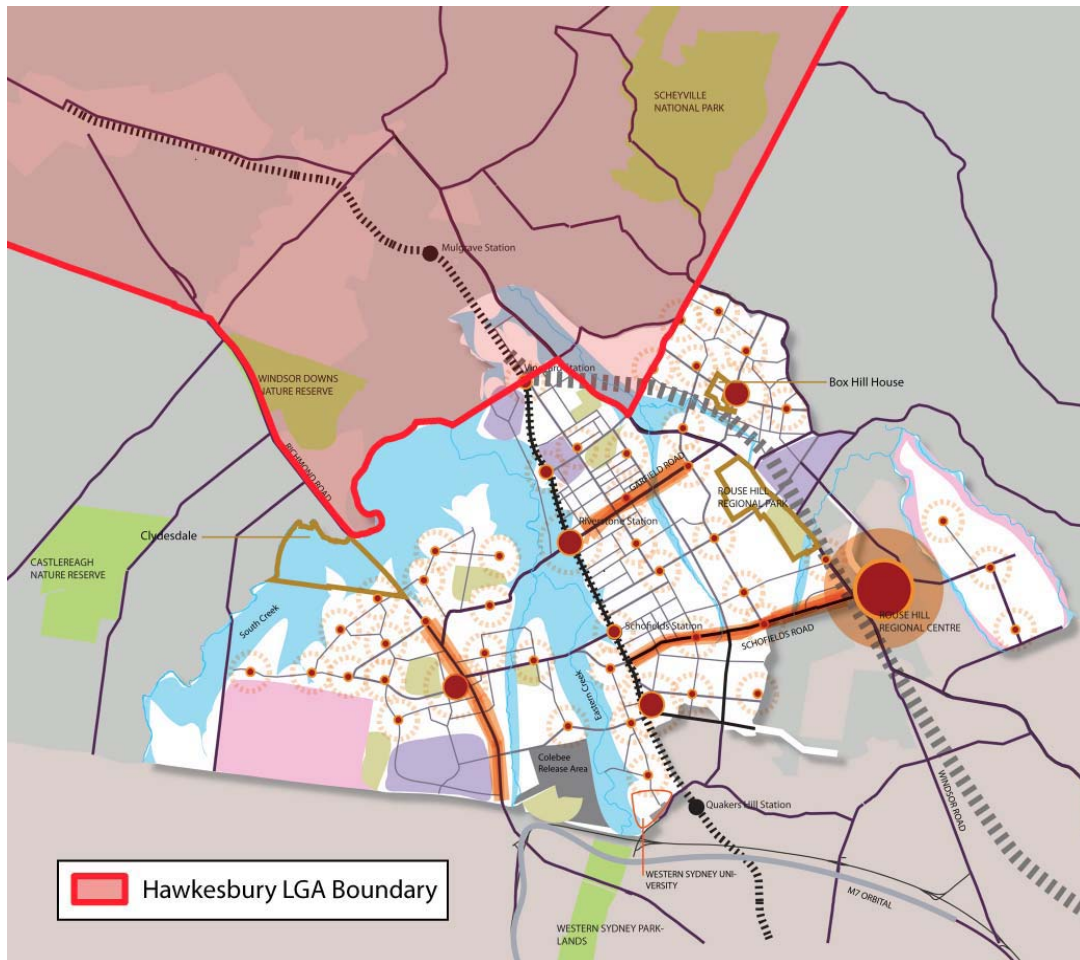 SCHEYVILLE
NATIONAL PARK
Mulgrave Station
Vineyard Station
WINDSOR DOWNS
NATURE RESERVE
Box Hill House
RICHMOND ROAD
GARFIELD ROAD
ROUSE HILL
REGIONAL PARK
Riverstone Station
Clydesdale
CASTLEREAGH
NATURE RESERVE
South Creek
Schofields Station
SCHOFIELDS ROAD
ROUSE HILL
REGIONAL CENTRE
Eastern Creek
Colebee
Release Area
Quakers Hill Station
WINDSOR ROAD
WESTERN SYDNEY UNI-
VERSITY
M7 ORBITAL
WESTERN SYDNEY PARK-
LANDS
Hawkesbury LGA Boundary